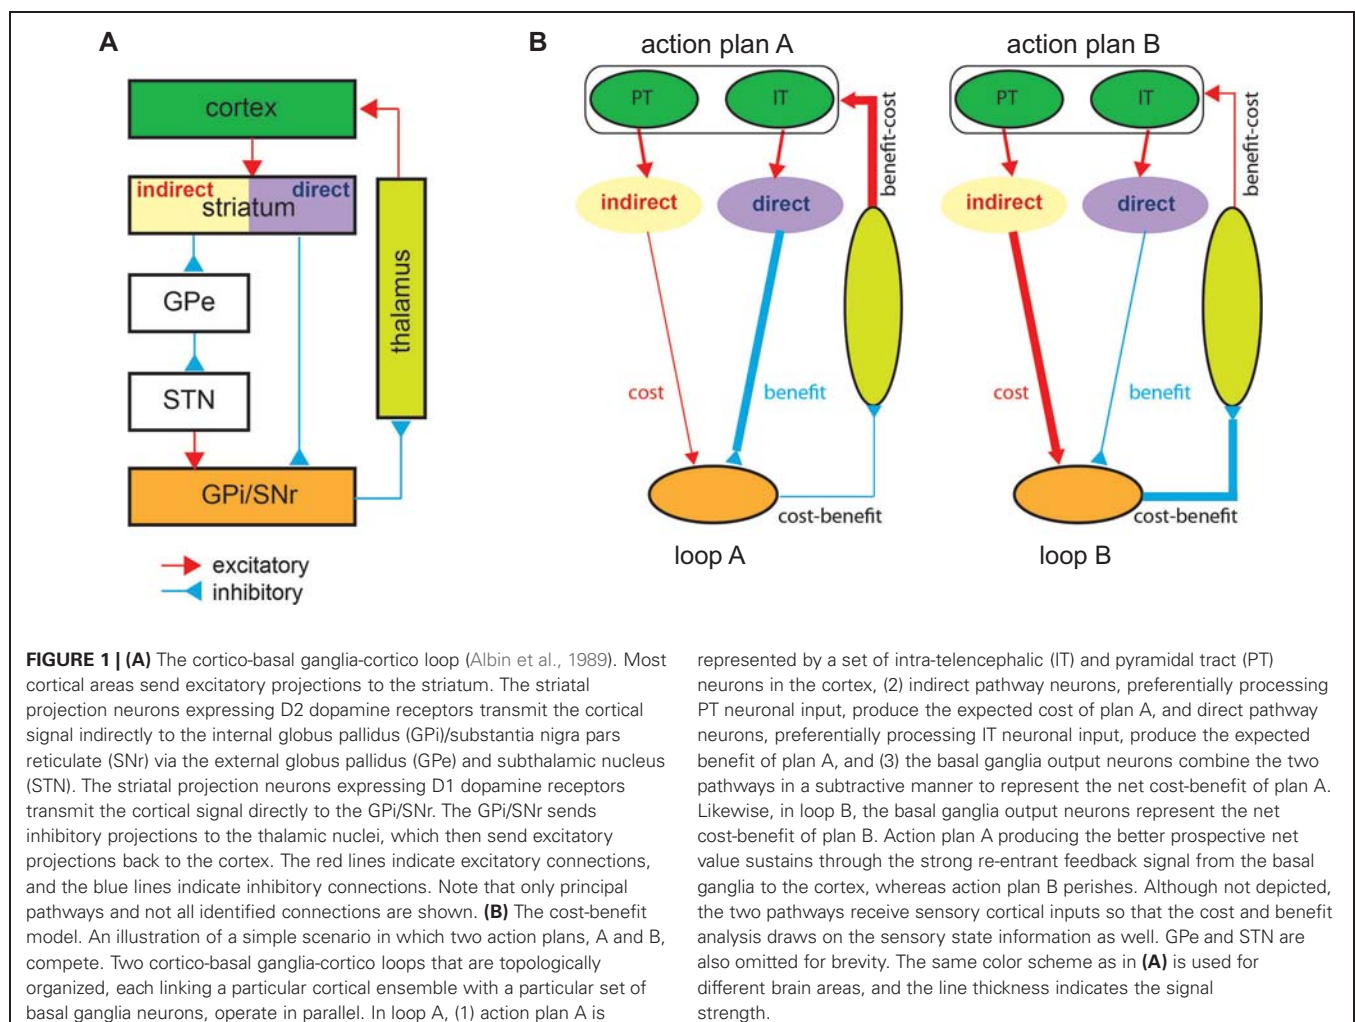 A
cortex
indirect direct
striatum
GPe
STN
GPi/SNr
thalamus
excitatory
inhibitory
B
action plan A
PT IT
indirect direct
benefit-cost
cost benefit
cost-benefit
loop A
action plan B
PT IT
indirect direct
benefit-cost
cost benefit
cost-benefit
loop B
FIGURE 1 | (A) The cortico-basal ganglia-cortico loop (Albin et al., 1989). Most
cortical areas send excitatory projections to the striatum. The striatal
projection neurons expressing D2 dopamine receptors transmit the cortical
signal indirectly to the internal globus pallidus (GPi)/substantia nigra pars
reticulate (SNr) via the external globus pallidus (GPe) and subthalamic nucleus
(STN). The striatal projection neurons expressing D1 dopamine receptors
transmit the cortical signal directly to the GPi/SNr. The GPi/SNr sends
inhibitory projections to the thalamic nuclei, which then send excitatory
projections back to the cortex. The red lines indicate excitatory connections,
and the blue lines indicate inhibitory connections. Note that only principal
pathways and not all identified connections are shown. (B) The cost-benefit
model. An illustration of a simple scenario in which two action plans, A and B,
compete. Two cortico-basal ganglia-cortico loops that are topologically
organized, each linking a particular cortical ensemble with a particular set of
basal ganglia neurons, operate in parallel. In loop A, (1) action plan A is
represented by a set of intra-telencephalic (IT) and pyramidal tract (PT)
neurons in the cortex, (2) indirect pathway neurons, preferentially processing
PT neuronal input, produce the expected cost of plan A, and direct pathway
neurons, preferentially processing IT neuronal input, produce the expected
benefit of plan A, and (3) the basal ganglia output neurons combine the two
pathways in a subtractive manner to represent the net cost-benefit of plan A.
Likewise, in loop B, the basal ganglia output neurons represent the net
cost-benefit of plan B. Action plan A producing the better prospective net
value sustains through the strong re-entrant feedback signal from the basal
ganglia to the cortex, whereas action plan B perishes. Although not depicted,
the two pathways receive sensory cortical inputs so that the cost and benefit
analysis draws on the sensory state information as well. GPe and STN are
also omitted for brevity. The same color scheme as in (A) is used for
different brain areas, and the line thickness indicates the signal
strength.